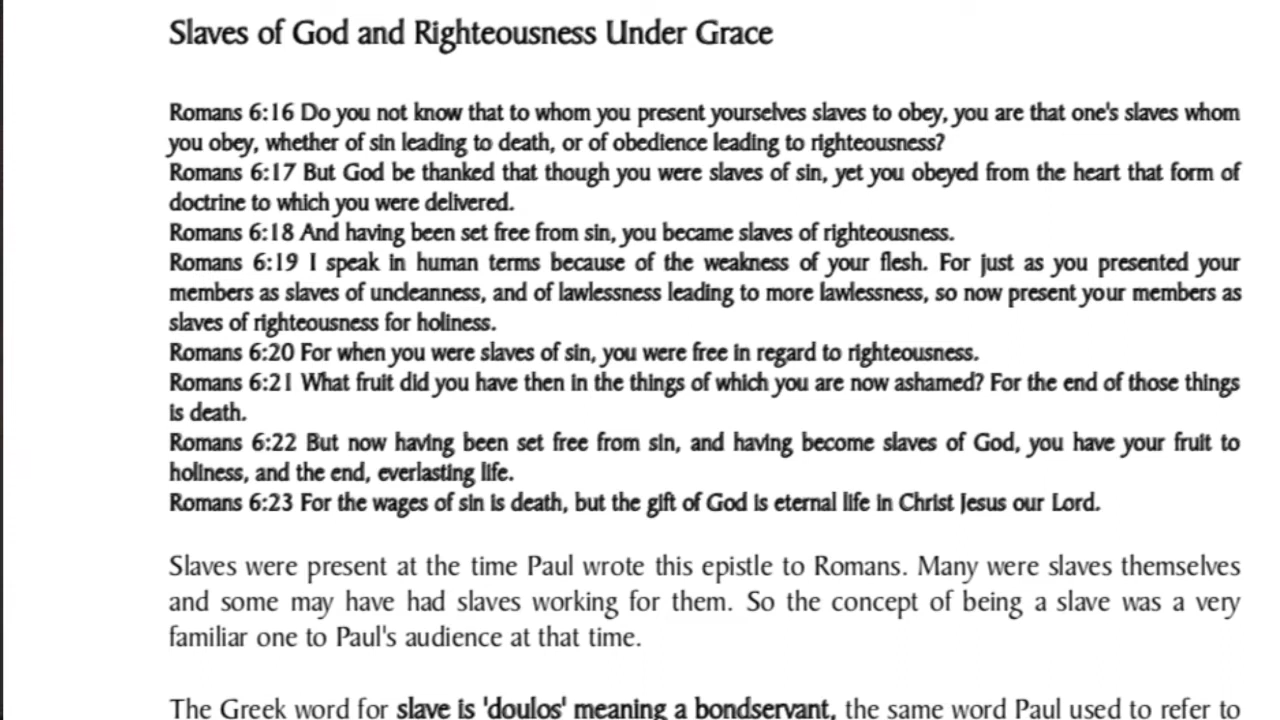 Slaves of God and Righteousness Under Grace
Romans 6:16 Do you not know that to whom you present yourselves slaves to obey, you are that one's slaves whom
you obey, whether of sin leading to death, or of obedience leading to righteousness?
Romans 6:17 But God be thanked that though you were slaves of sin, yet you obeyed from the heart that form of
doctrine to which you were delivered.
Romans 6:18 And having been set free from sin, you became slaves of righteousness.
Romans 6:19 I speak in human terms because of the weakness of your flesh. For just as you presented your
members as slaves of uncleanness, and of lawlessness leading to more lawlessness, so now present your members as
slaves of righteousness for holiness.
Romans 6:20 For when you were slaves of sin, you were free in regard to righteousness.
Romans 6:21 What fruit did you have then in the things of which you are now ashamed? For the end of those things
is death.
Romans 6:22 But now having been set free from sin, and having become slaves of God, you have your fruit to
holiness, and the end, everlasting life.
Romans 6:23 For the wages of sin is death, but the gift of God is eternal life in Christ Jesus our Lord.
Slaves were present at the time Paul wrote this epistle to Romans. Many were slaves themselves
and some may have had slaves working for them. So the concept of being a slave was a very
familiar one to Paul's audience at that time.
The Greek word for slave is 'doulos' meaning a bondservant, the same word Paul used to refer to